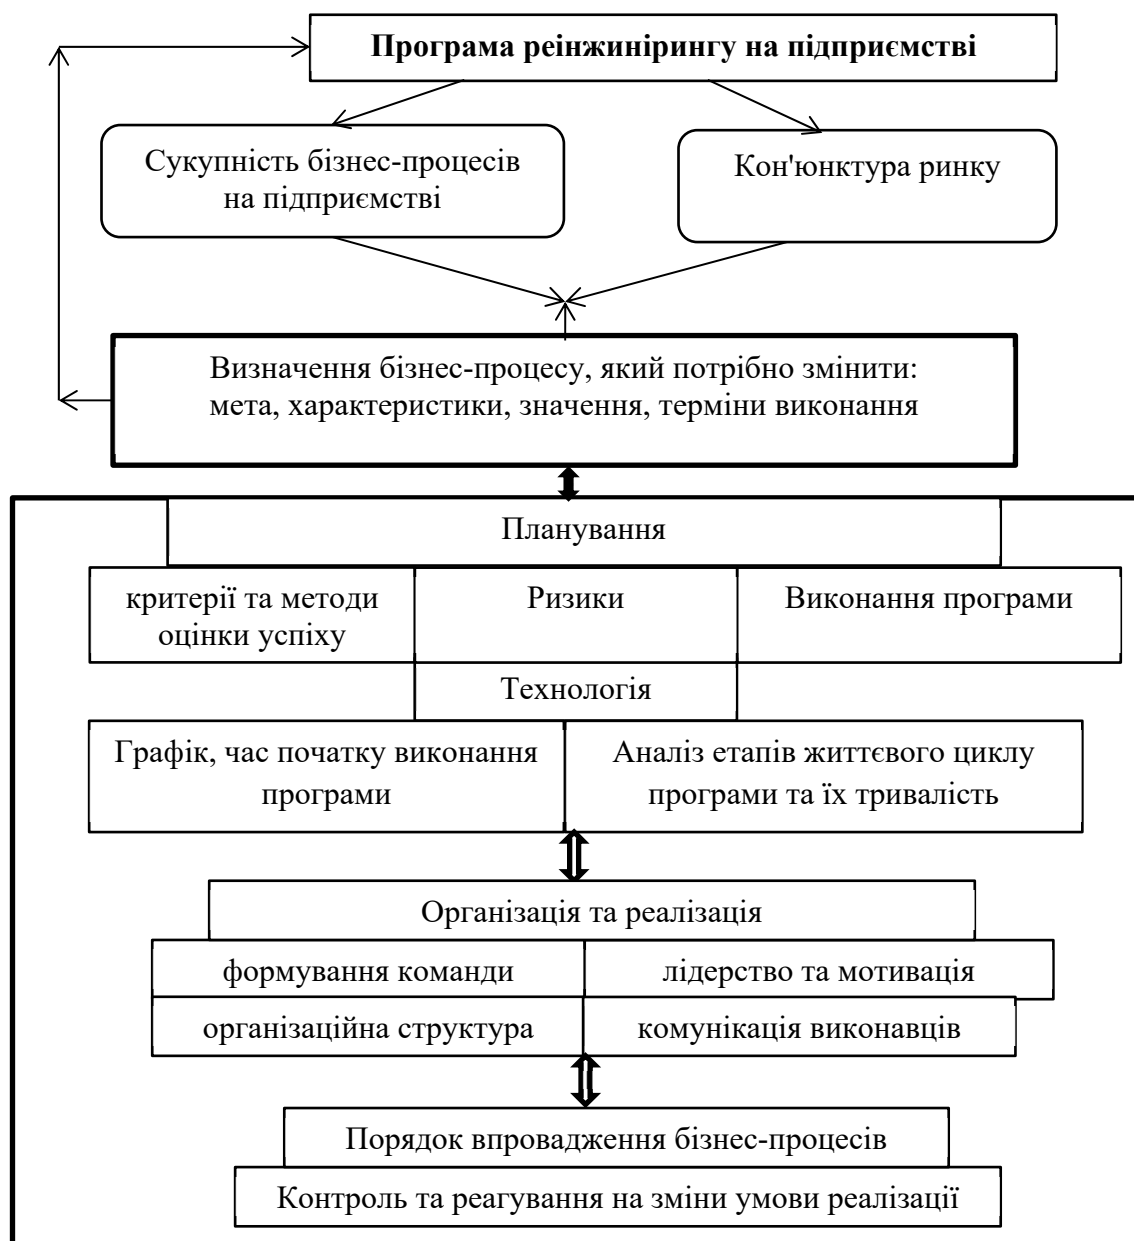 Програма реінжинірингу на підприємстві
Сукупність бізнес-процесів
на підприємстві
Кон'юнктура ринку
Визначення бізнес-процесу, який потрібно змінити:
мета, характеристики, значення, терміни виконання
Планування
критерії та методи
оцінки успіху
Ризики
Виконання програми
Технологія
Графік, час початку виконання
програми
Аналіз етапів життєвого циклу
програми та їх тривалість
Організація та реалізація
формування команди
лідерство та мотивація
організаційна структура
комунікація виконавців
Порядок впровадження бізнес-процесів
Контроль та реагування на зміни умови реалізації